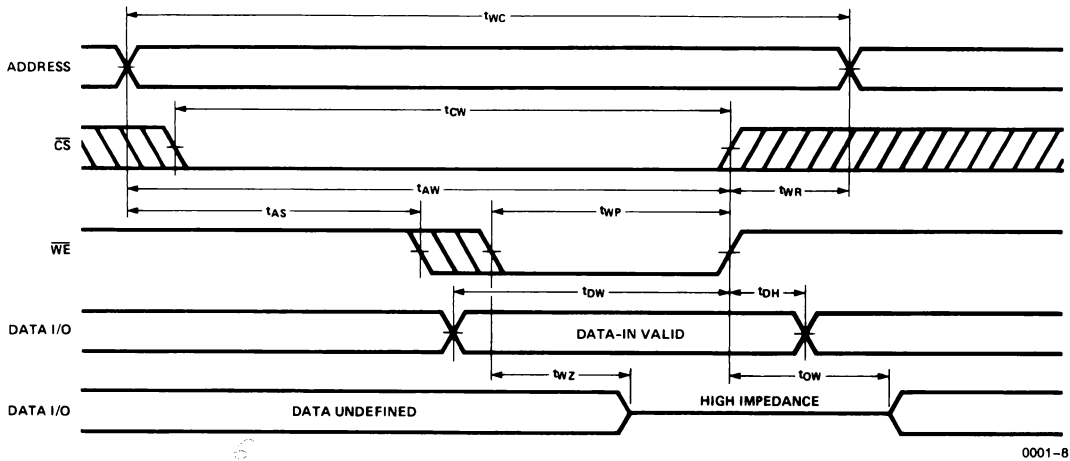 tWC
ADDRESS
tCW
CS
tAW
tWR
tAS
tWP
WE
tDW
tDH
DATA I/O
DATA-IN VALID
tWZ
tOW
HIGH IMPEDANCE
DATA I/O
DATA UNDEFINED
0001-8